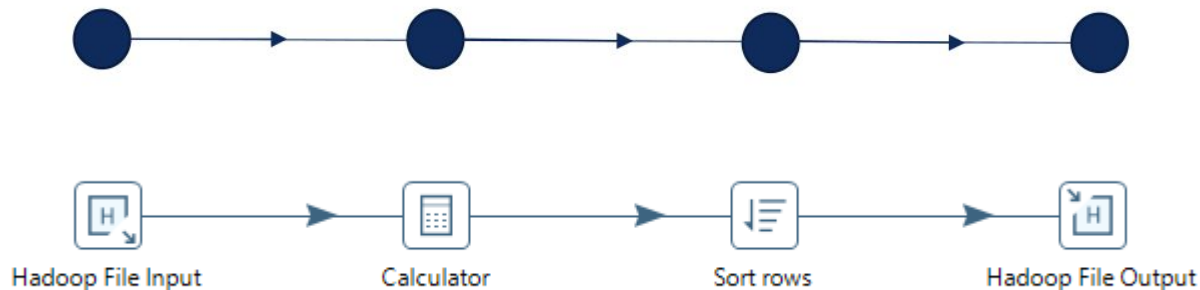 H
H
Hadoop File Input
Calculator
Sort rows
Hadoop File Output